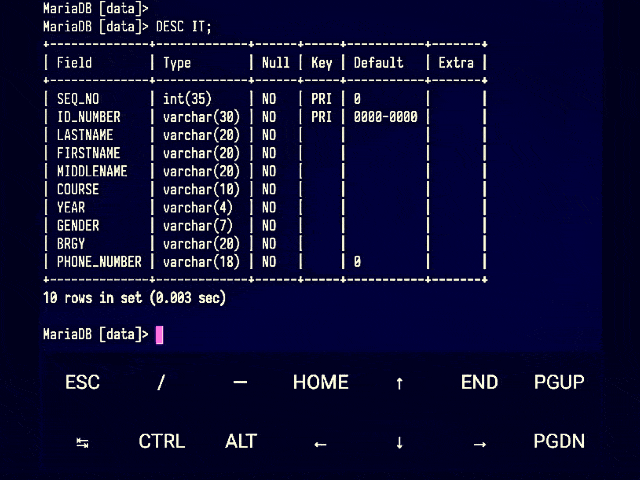 MariaDB [data]>
MariaDB [data]> DESC IT;
+--------------+-------------+------+-----+-----------+-------+
| Field        | Type        | Null | Key | Default   | Extra |
+--------------+-------------+------+-----+-----------+-------+
| SEQ_NO       | int(35)     | NO   | PRI | 0         |       |
| ID_NUMBER    | varchar(30) | NO   | PRI | 0000-0000 |       |
| LASTNAME     | varchar(20) | NO   |     |           |       |
| FIRSTNAME    | varchar(20) | NO   |     |           |       |
| MIDDLENAME   | varchar(20) | NO   |     |           |       |
| COURSE       | varchar(10) | NO   |     |           |       |
| YEAR         | varchar(4)  | NO   |     |           |       |
| GENDER       | varchar(7)  | NO   |     |           |       |
| BRGY         | varchar(20) | NO   |     |           |       |
| PHONE_NUMBER | varchar(18) | NO   |     | 0         |       |
+--------------+-------------+------+-----+-----------+-------+
10 rows in set (0.003 sec)
MariaDB [data]>
ESC / — HOME ↑ END PGUP
↹ CTRL ALT ← ↓ → PGDN